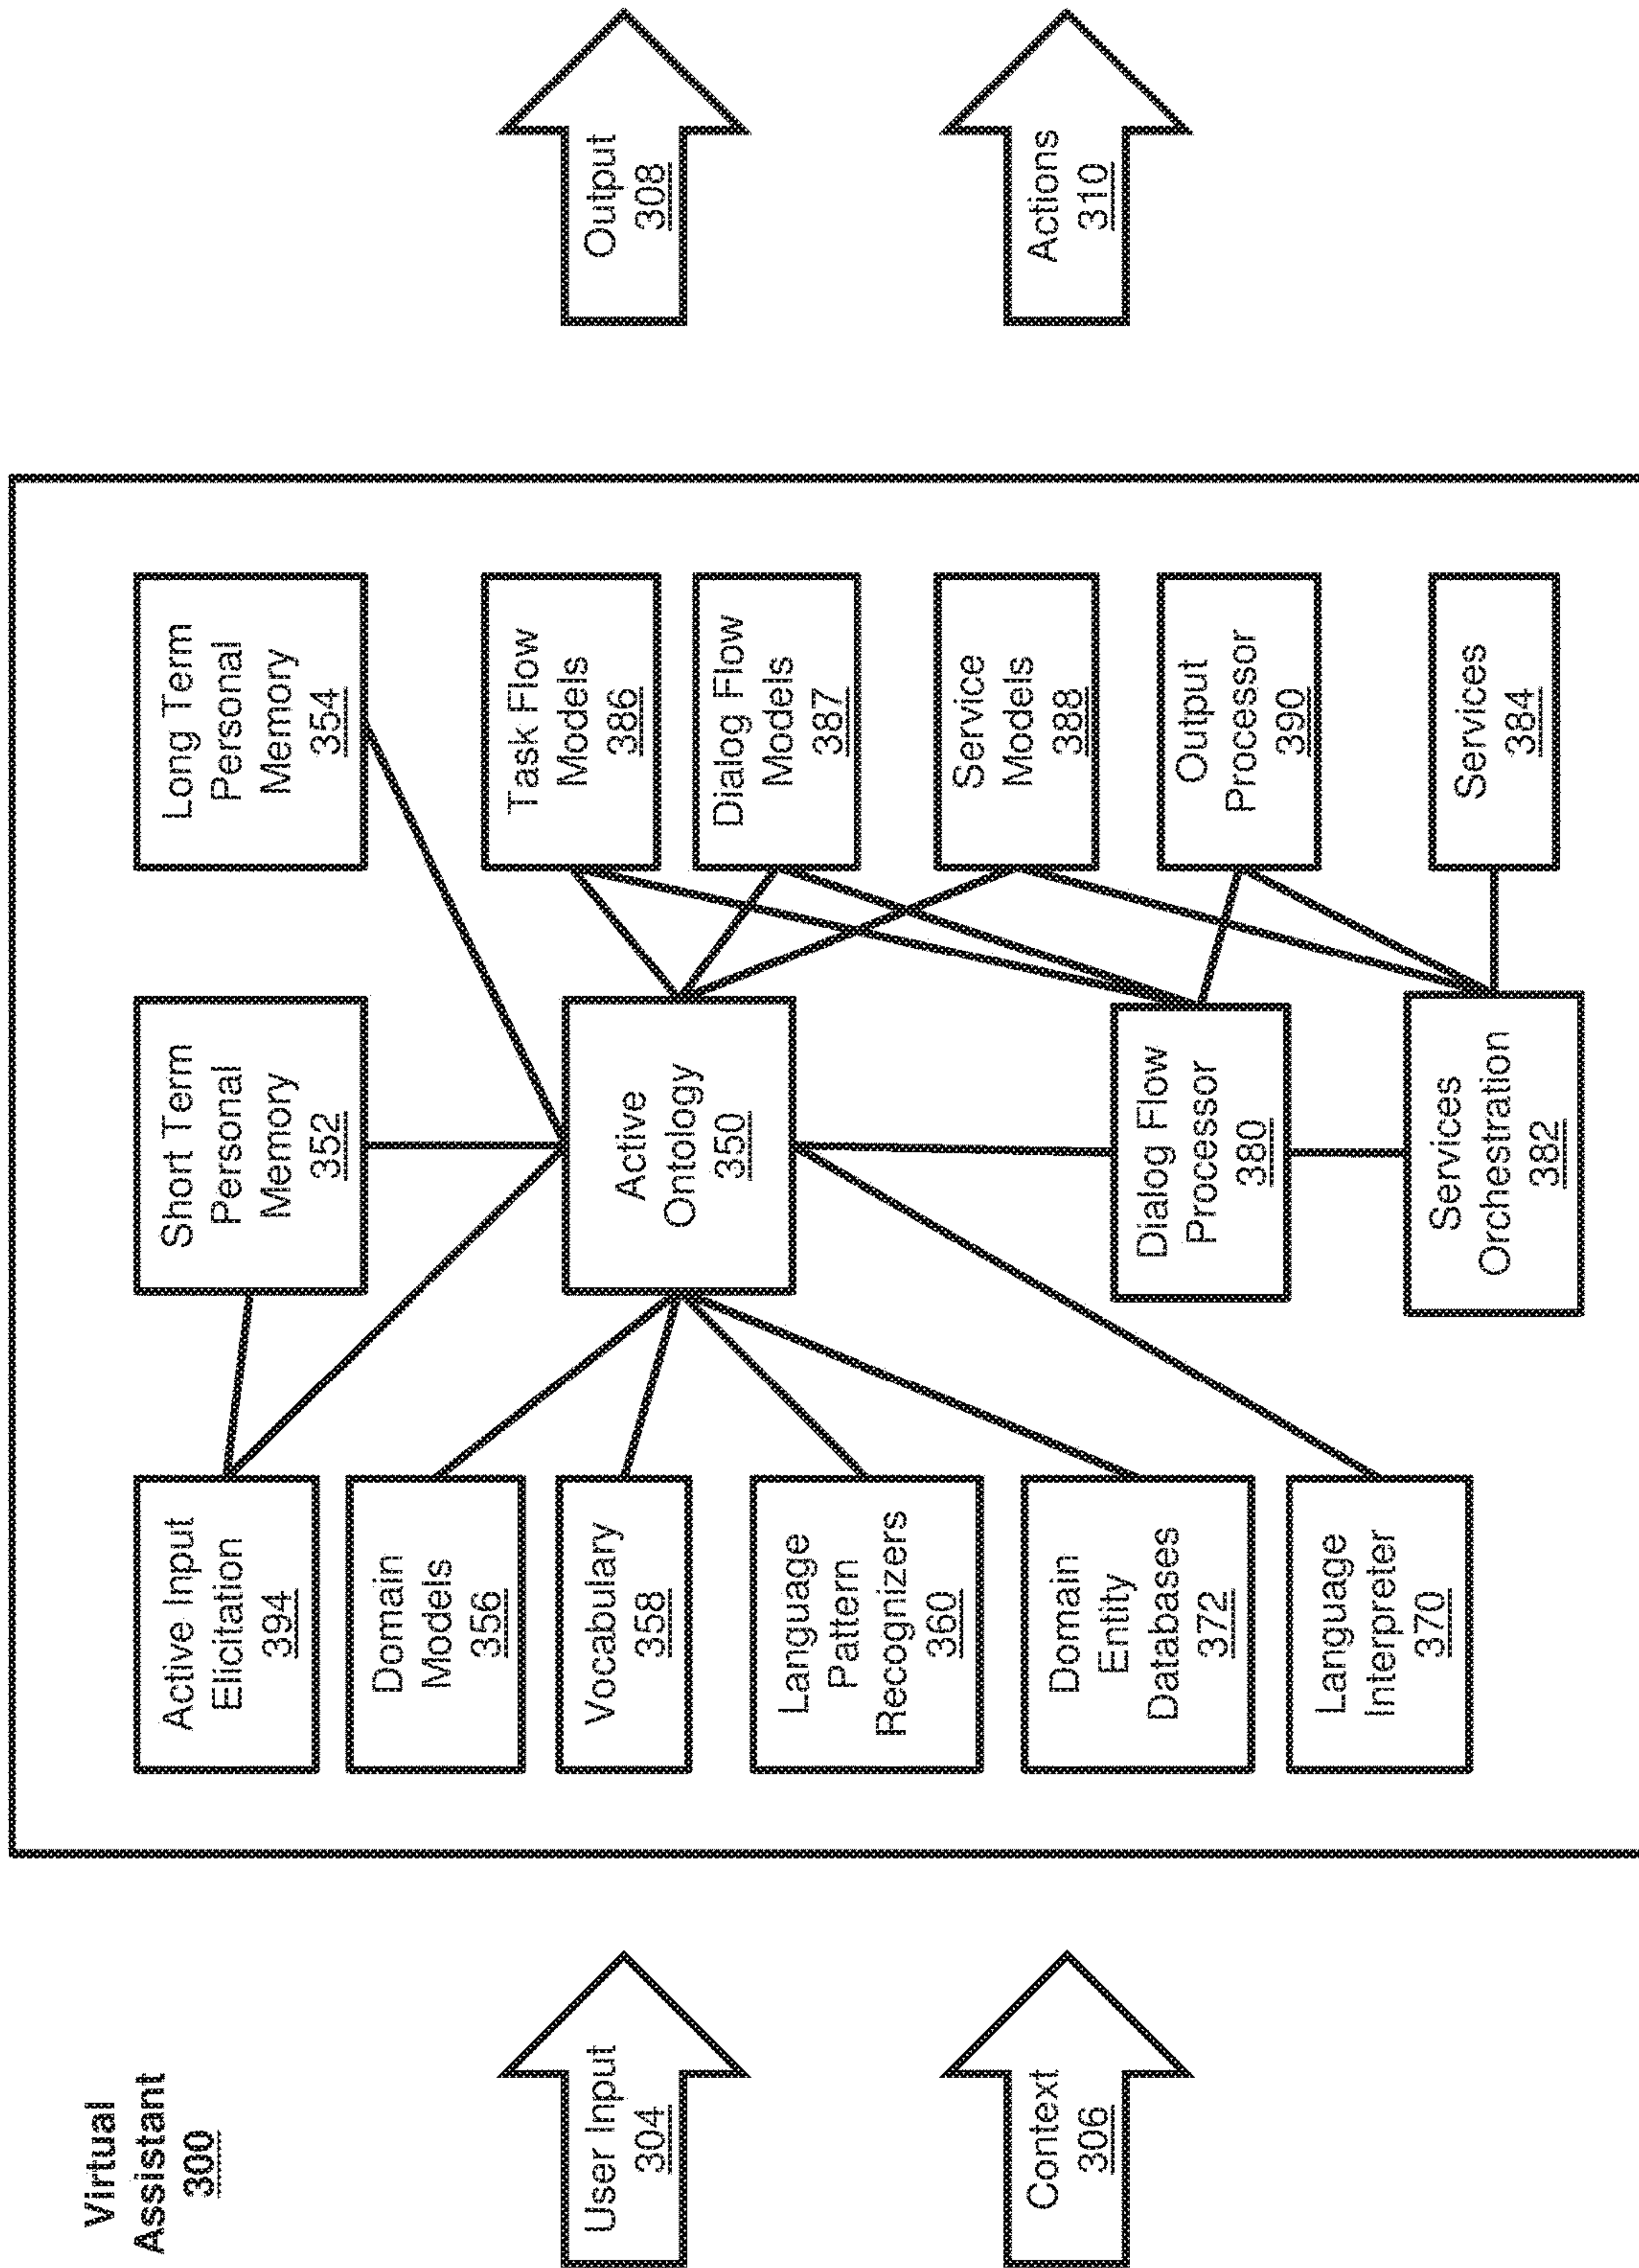 Virtual
Assistant
300
User Input
304
Context
306
Active Input
Elicitation
394
Domain
Models
356
Vocabulary
358
Language
Pattern
Recognizers
360
Domain
Entity
Databases
372
Language
Interpreter
370
Short Term
Personal
Memory
352
Active
Ontology
350
Dialog Flow
Processor
380
Services
Orchestration
382
Long Term
Personal
Memory
354
Task Flow
Models
386
Dialog Flow
Models
387
Service
Models
388
Output
Processor
390
Services
384
Output
308
Actions
310